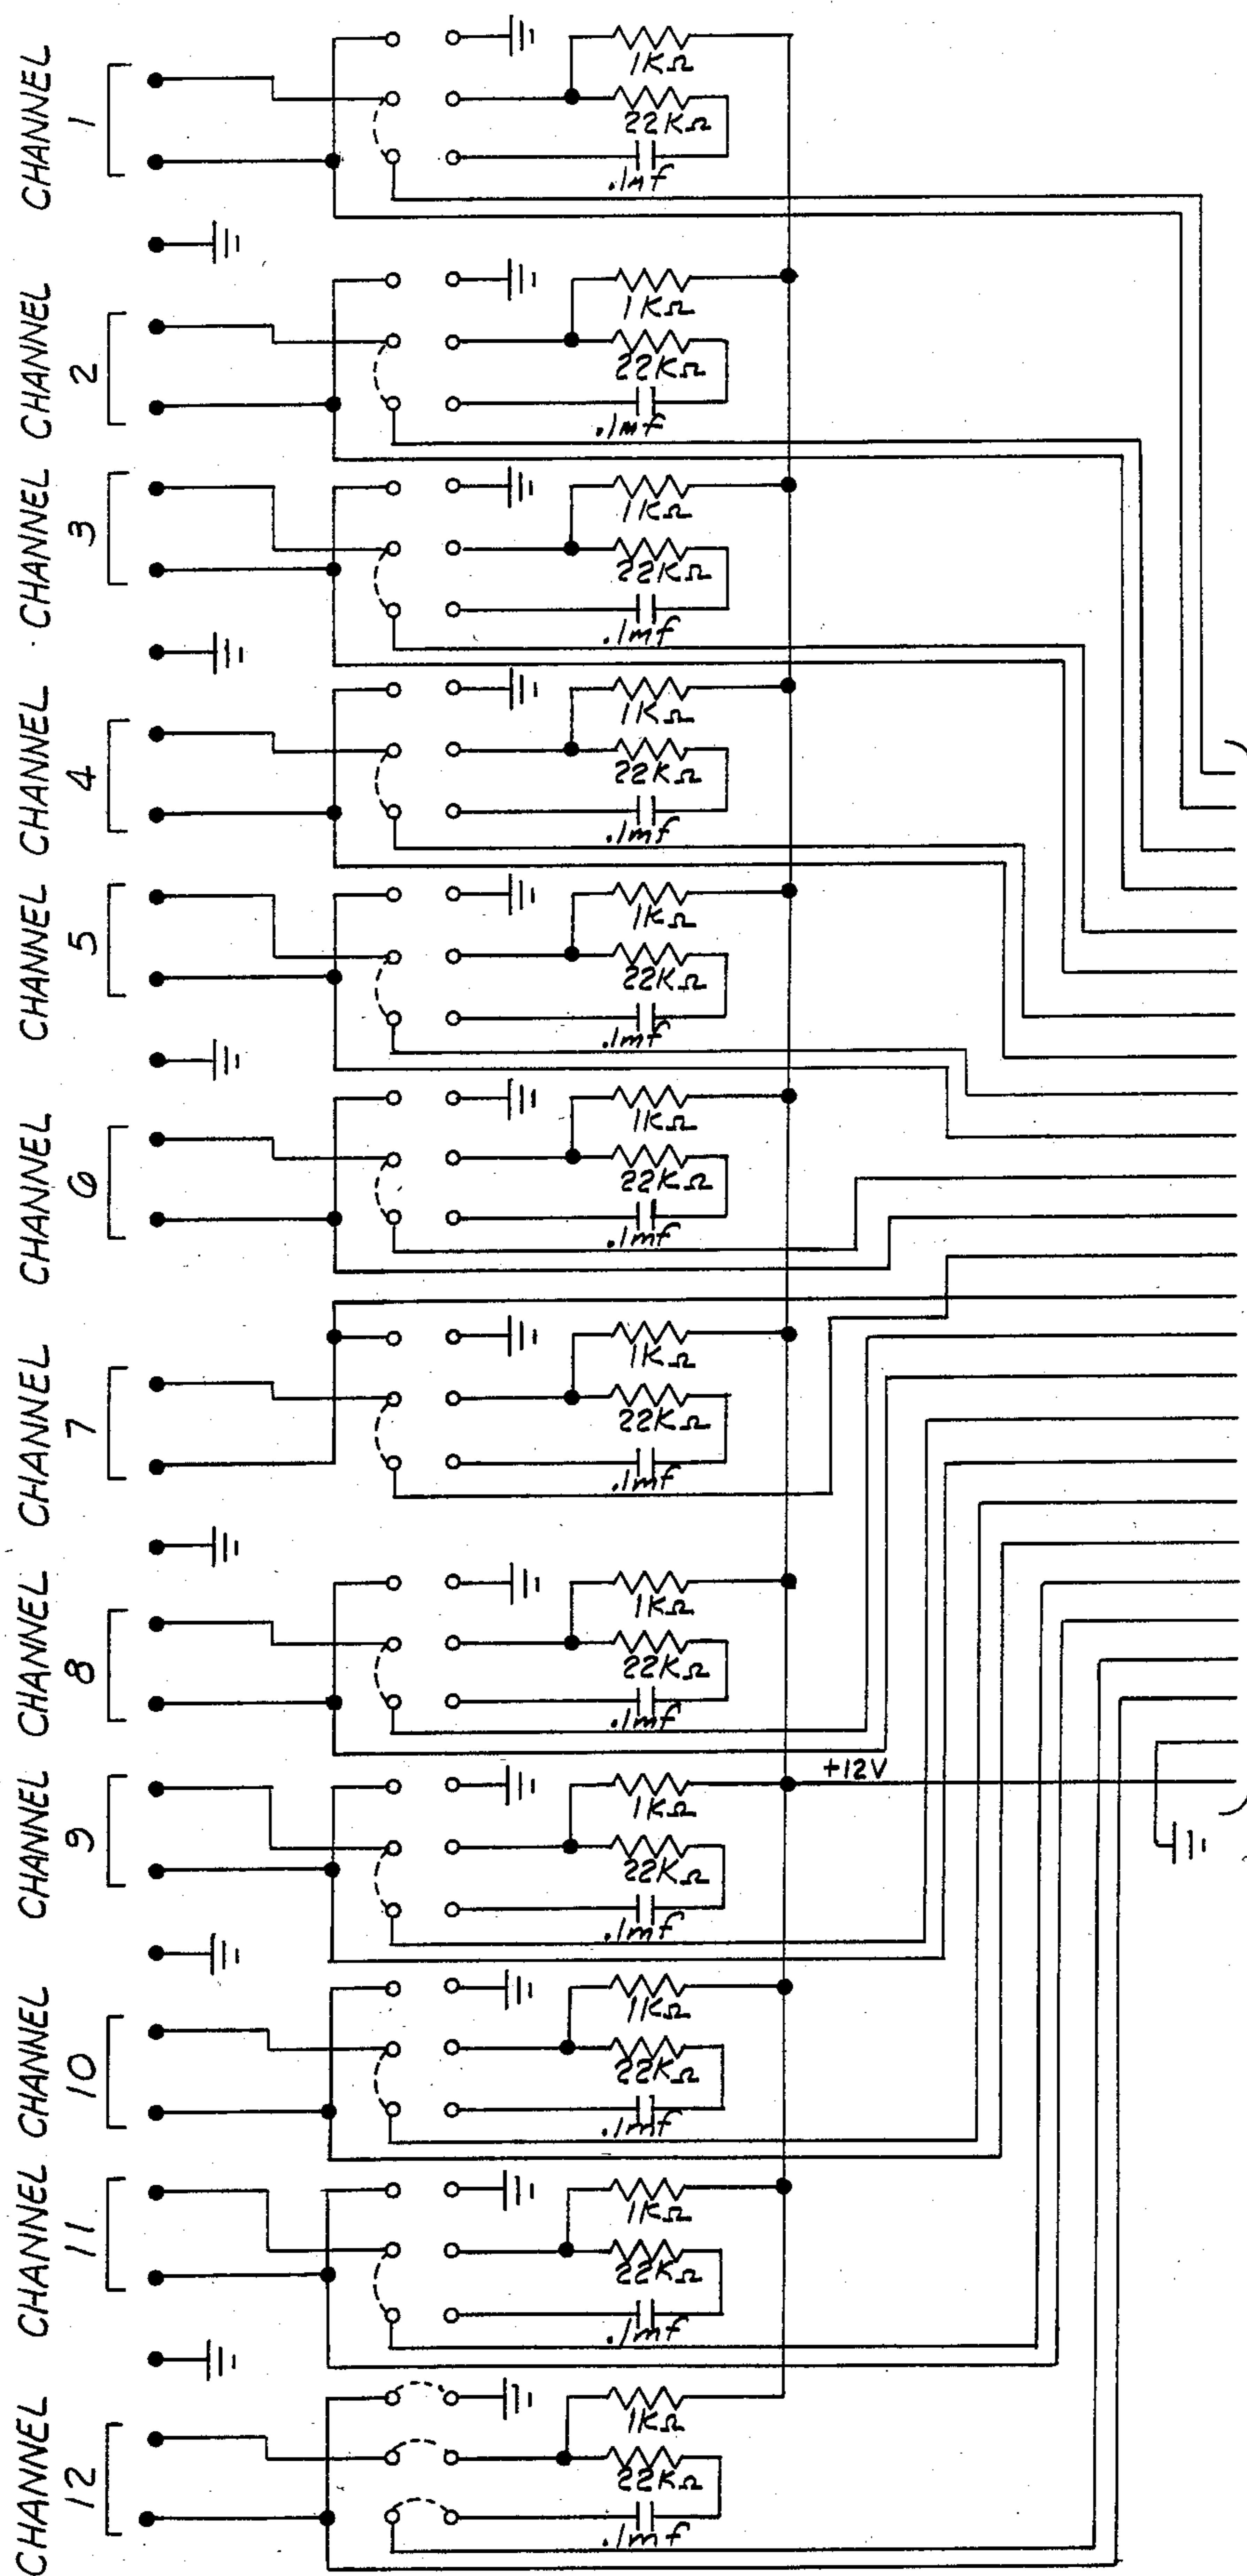 CHANNEL
1
1KΩ
22KΩ
.1Mf
CHANNEL
2
1KΩ
22KΩ
.1mf
CHANNEL
3
1KΩ
22KΩ
.1mf
CHANNEL
4
1KΩ
22KΩ
.1mf
CHANNEL
5
1KΩ
22KΩ
.1mf
CHANNEL
6
1KΩ
22KΩ
.1mf
CHANNEL
7
1KΩ
22KΩ
.1mf
CHANNEL
8
1KΩ
22KΩ
.1mf
+12V
CHANNEL
9
1KΩ
22KΩ
.1mf
CHANNEL
10
1KΩ
22KΩ
.1mf
CHANNEL
11
1KΩ
22KΩ
.1mf
CHANNEL
12
1KΩ
22KΩ
.1mf